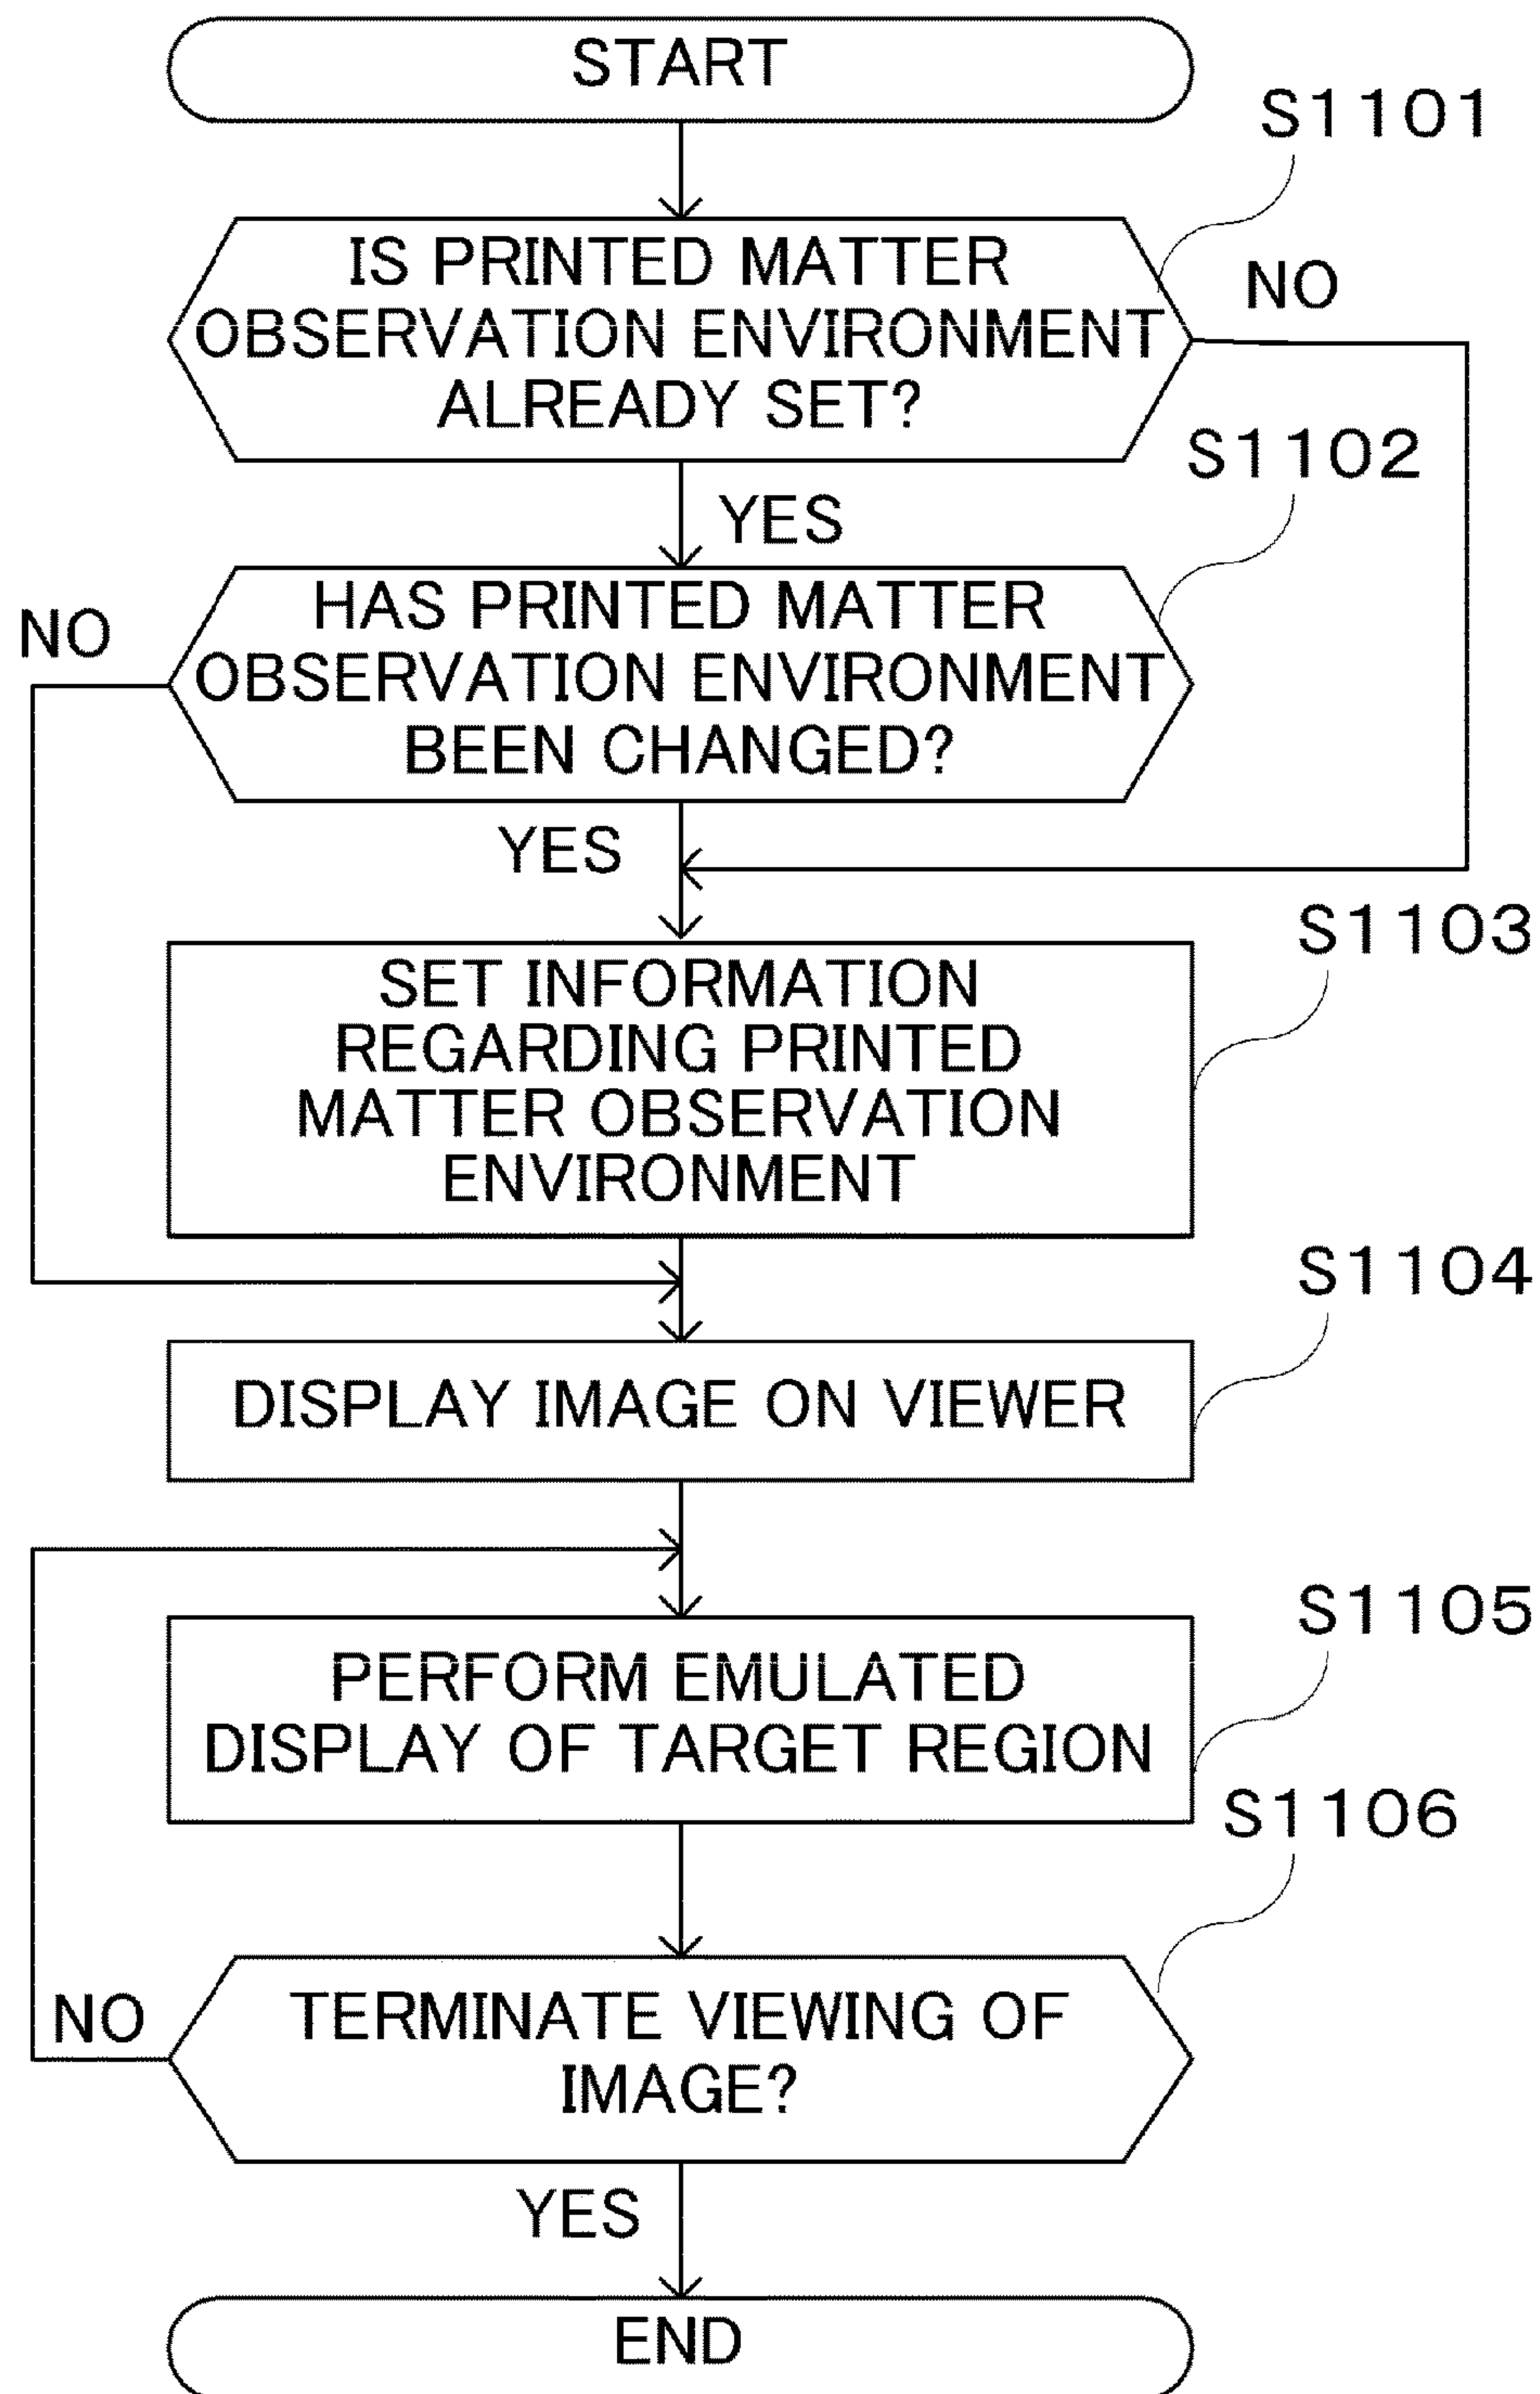 START
S1101
IS PRINTED MATTER
OBSERVATION ENVIRONMENT
ALREADY SET?
NO
S1102
YES
HAS PRINTED MATTER
OBSERVATION ENVIRONMENT
BEEN CHANGED?
NO
YES
S1103
SET INFORMATION
REGARDING PRINTED
MATTER OBSERVATION
ENVIRONMENT
S1104
DISPLAY IMAGE ON VIEWER
S1105
PERFORM EMULATED
DISPLAY OF TARGET REGION
S1106
TERMINATE VIEWING OF
IMAGE?
NO
YES
END